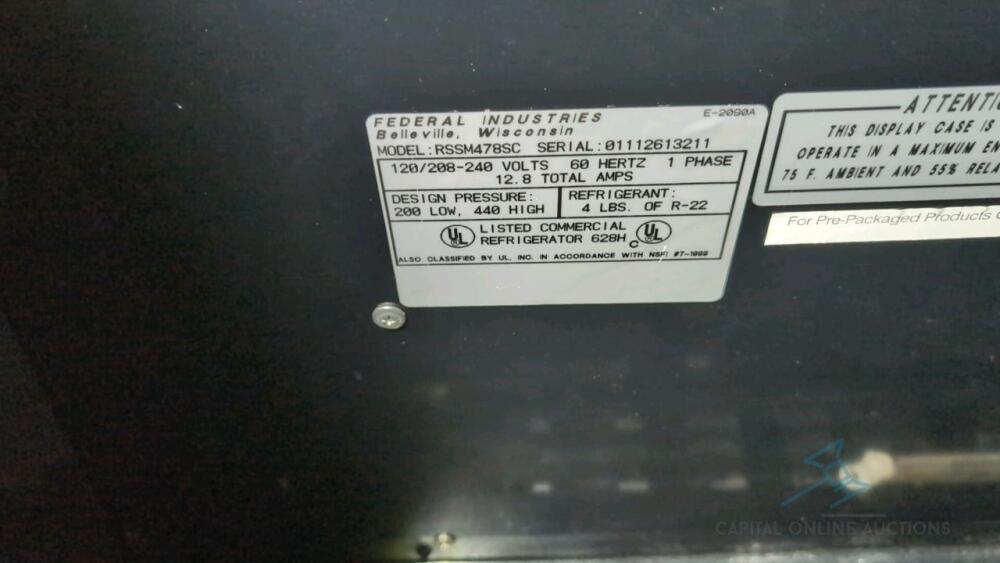 FEDERAL INDUSTRIES E-2090A
Belleville, Wisconsin
MODEL: RSSM478SC SERIAL: 01112613211
120/208-240 VOLTS 60 HERTZ 1 PHASE
12.8 TOTAL AMPS
DESIGN PRESSURE:
200 LOW, 440 HIGH
REFRIGERANT:
4 LBS. OF R-22
UL LISTED COMMERCIAL
REFRIGERATOR 628H C UL
ALSO CLASSIFIED BY UL, INC. IN ACCORDANCE WITH NSF #7-1999
THIS DISPLAY CASE IS
OPERATE IN A MAXIMUM
75 F. AMBIENT AND 55%
For Pre-Packaged Products
CAPITAL ONLINE AUCTIONS